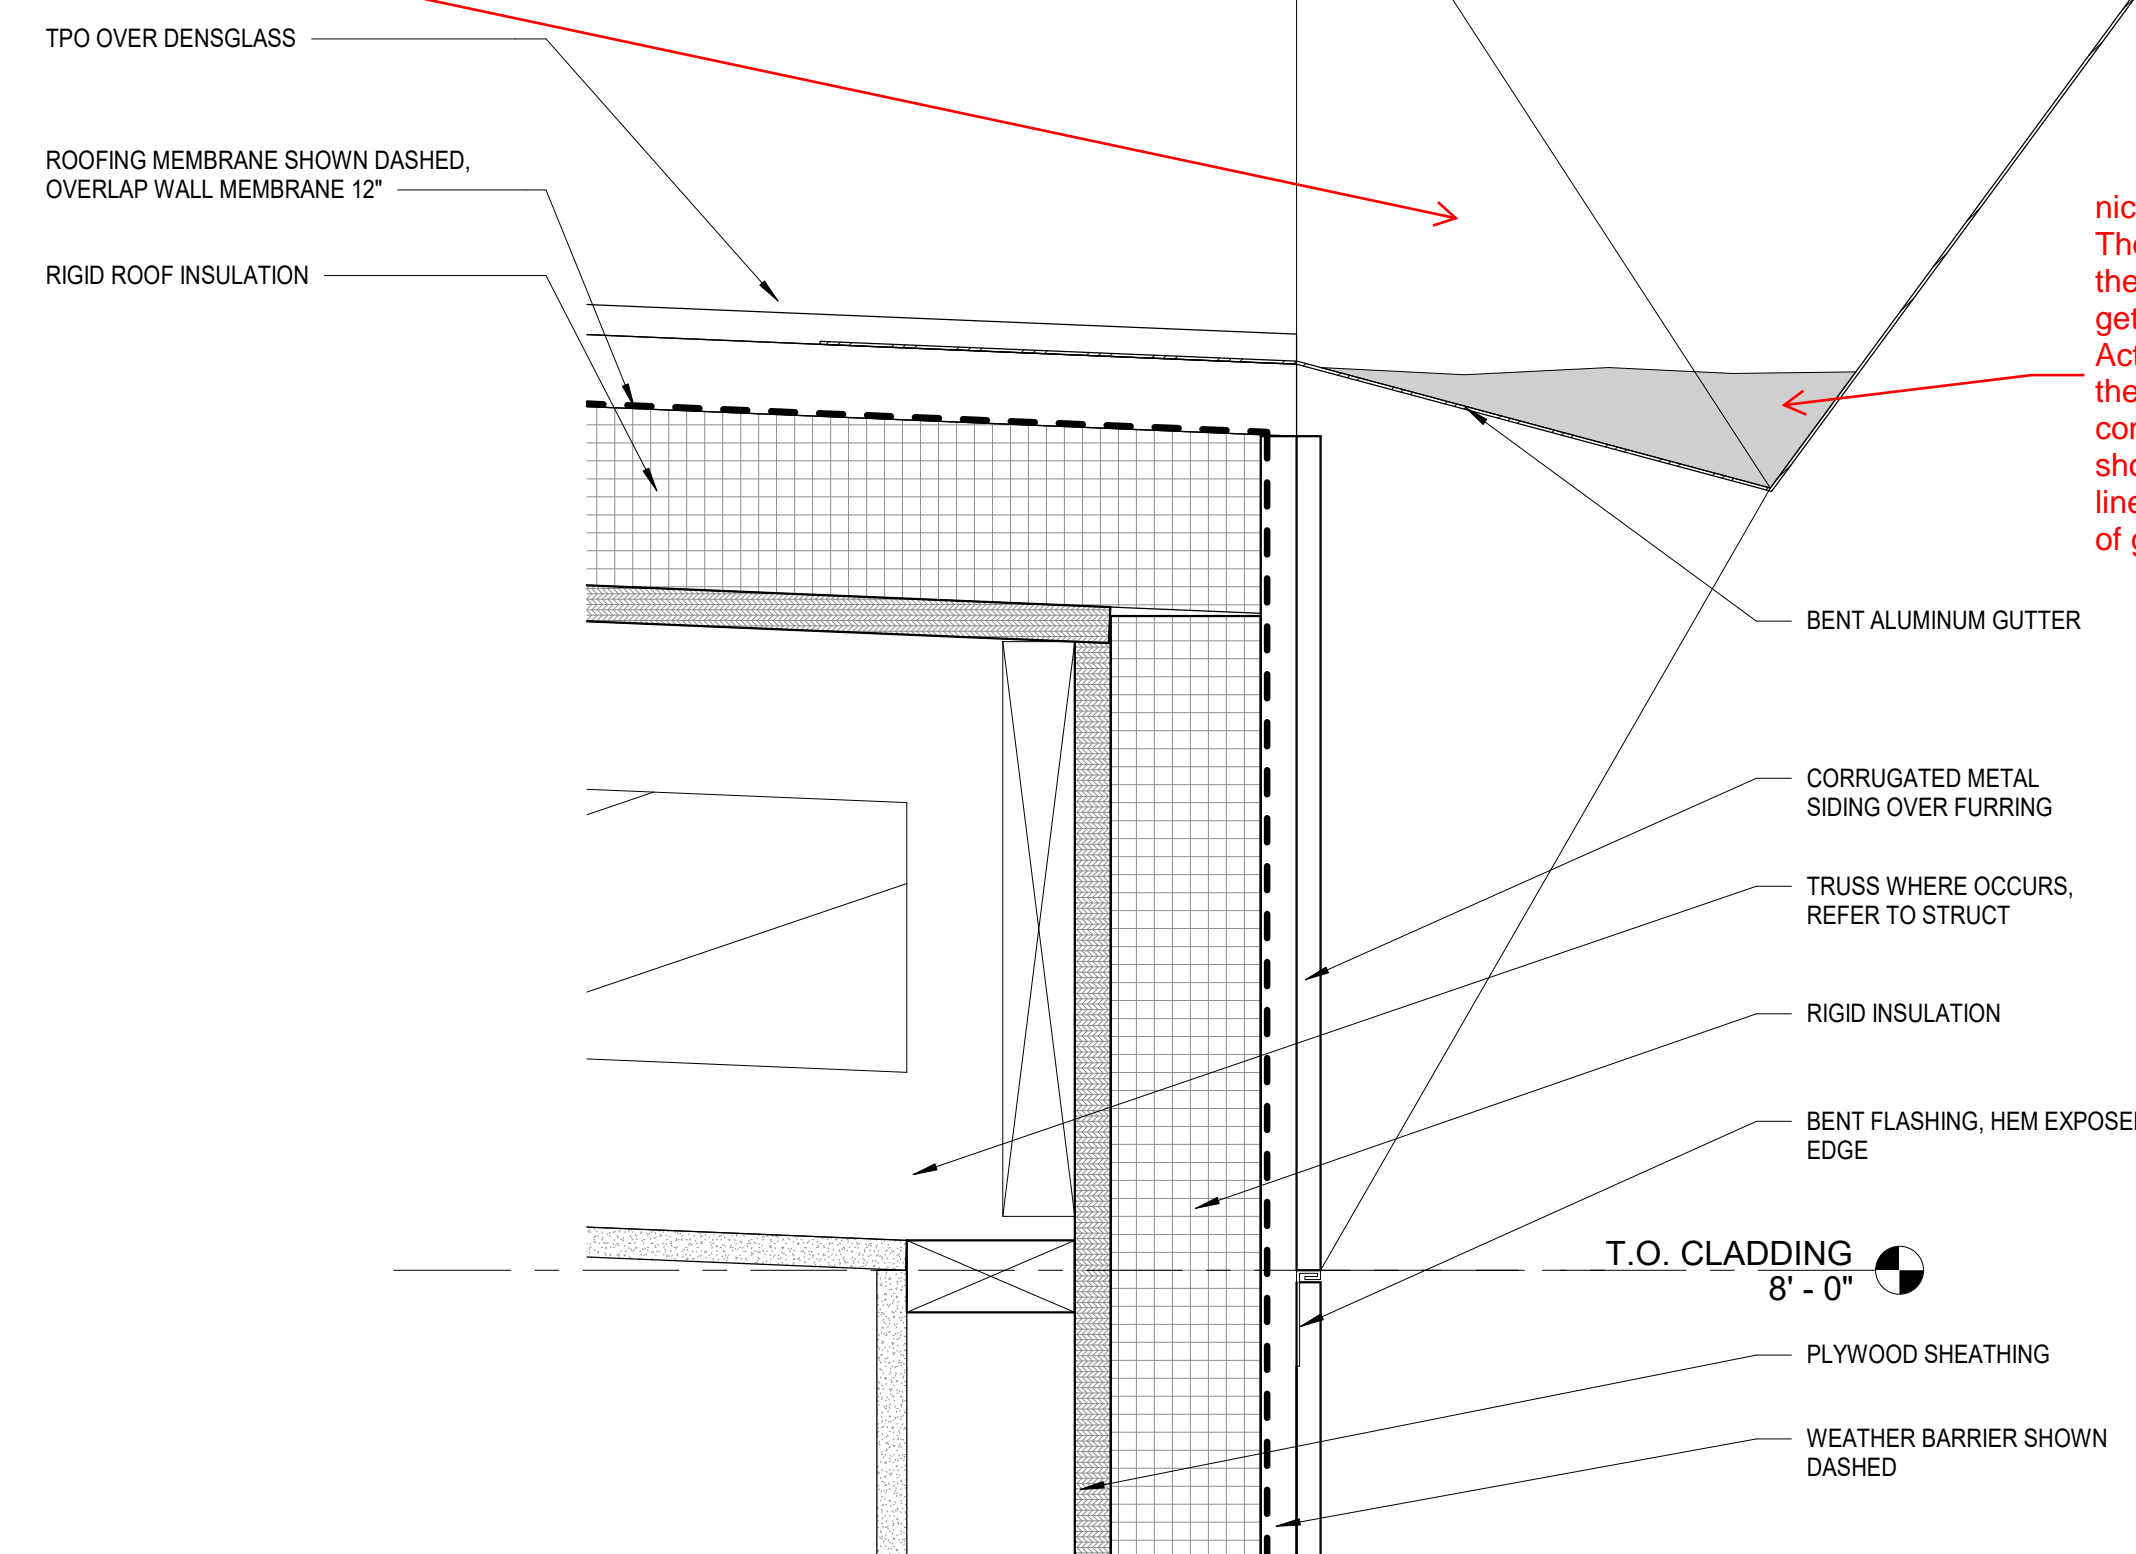 TPO OVER DENSGLASS
ROOFING MEMBRANE SHOWN DASHED,
OVERLAP WALL MEMBRANE 12"
RIGID ROOF INSULATION
BENT ALUMINUM GUTTER
CORRUGATED METAL
SIDING OVER FURRING
TRUSS WHERE OCCURS,
REFER TO STRUCT
RIGID INSULATION
BENT FLASHING, HEM EXPOSED
EDGE
T.O. CLADDING
8' - 0"
PLYWOOD SHEATHING
WEATHER BARRIER SHOWN
DASHED